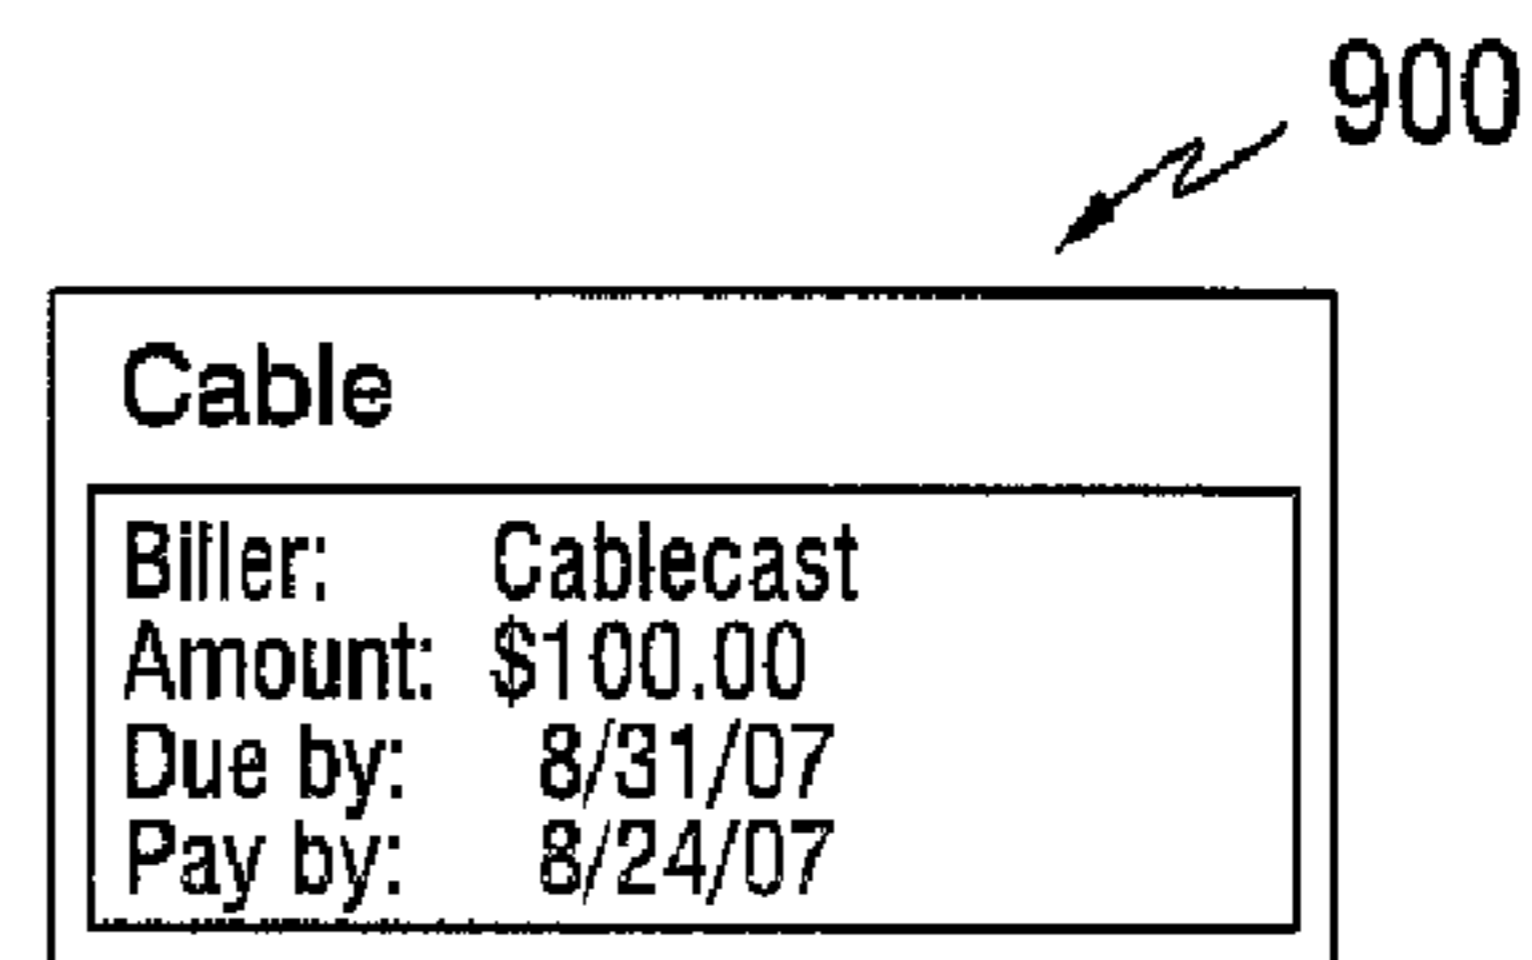 900
Cable
Biller: Cablecast
Amount: $100.00
Due by: 8/31/07
Pay by: 8/24/07